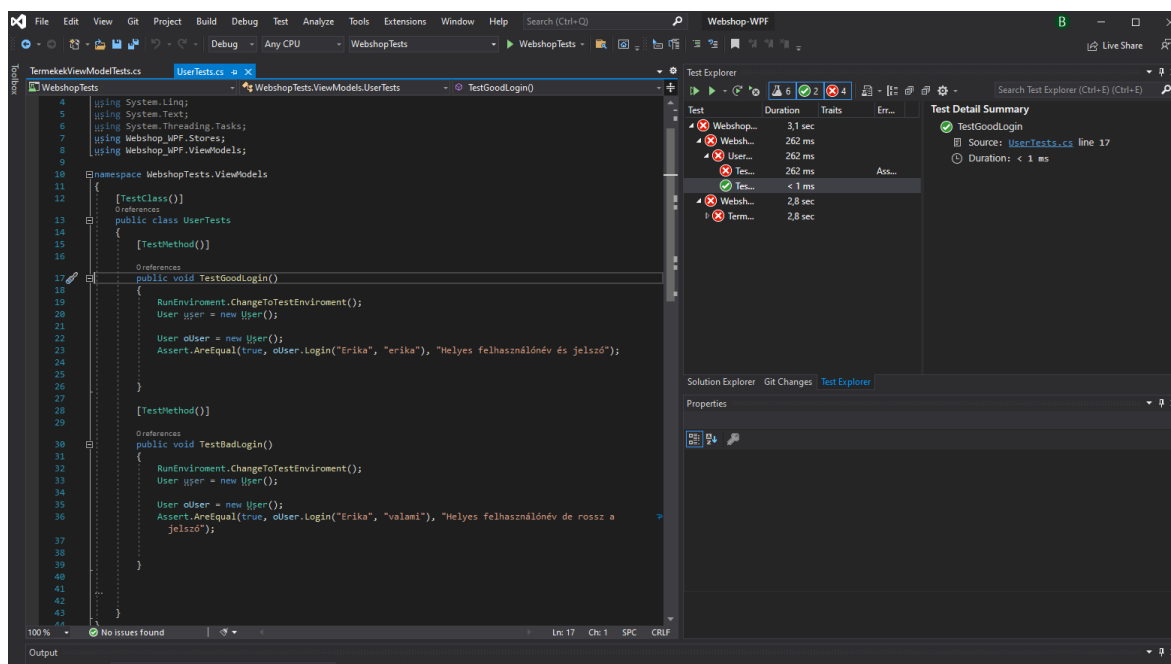 File Edit View Git Project Build Debug Test Analyze Tools Extensions Window Help Search (Ctrl+Q) Webshop-WPF B
Debug Any CPU WebshopTests WebshopTests Live Share
Toolbox
TermekekViewModelTests.cs UserTests.cs
WebshopTests WebshopTests.ViewModels.UserTests TestGoodLogin()
4 using System.Linq;
5 using System.Text;
6 using System.Threading.Tasks;
7 using Webshop_WPF.Stores;
8 using Webshop_WPF.ViewModels;
9
10 namespace WebshopTests.ViewModels
11 {
12 [TestClass()]
0 references
13 public class UserTests
14 {
15 [TestMethod()]
16
0 references
17 public void TestGoodLogin()
18 {
19 RunEnviroment.ChangeToTestEnviroment();
20 User user = new User();
21
22 User oUser = new User();
23 Assert.AreEqual(true, oUser.Login("Erika", "erika"), "Helyes felhasználónév és jelszó");
24
25
26 }
27
28 [TestMethod()]
29
0 references
30 public void TestBadLogin()
31 {
32 RunEnviroment.ChangeToTestEnviroment();
33 User user = new User();
34
35 User oUser = new User();
36 Assert.AreEqual(true, oUser.Login("Erika", "valami"), "Helyes felhasználónév de rossz a
jelszó");
37
38
39 }
40
41 ...
42
43 }
44 }
100 % No issues found Ln: 17 Ch: 1 SPC CRLF
Output
Test Explorer
6 2 4 Search Test Explorer (Ctrl+E) (Ctrl+E)
Test Duration Traits Err...
Webshop... 3,1 sec
Websh... 262 ms
User... 262 ms
Tes... 262 ms Ass...
Tes... < 1 ms
Websh... 2,8 sec
Term... 2,8 sec
Test Detail Summary
TestGoodLogin
Source: UserTests.cs line 17
Duration: < 1 ms
Solution Explorer Git Changes Test Explorer
Properties